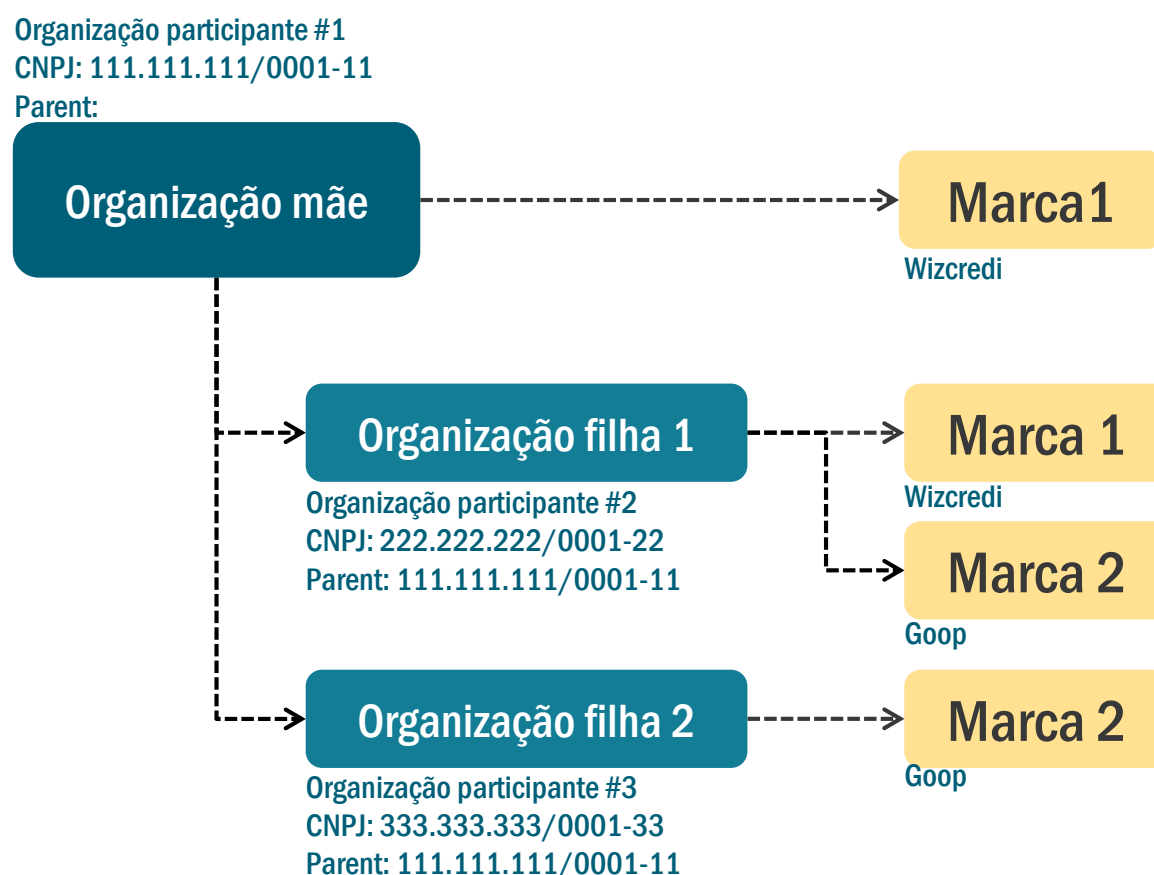 Organização participante #1
CNPJ: 111.111.111/0001-11
Parent:
Organização mãe
Marca1
Wizcredi
Organização filha 1
Marca 1
Wizcredi
Organização participante #2
CNPJ: 222.222.222/0001-22
Parent: 111.111.111/0001-11
Marca 2
Goop
Organização filha 2
Marca 2
Goop
Organização participante #3
CNPJ: 333.333.333/0001-33
Parent: 111.111.111/0001-11